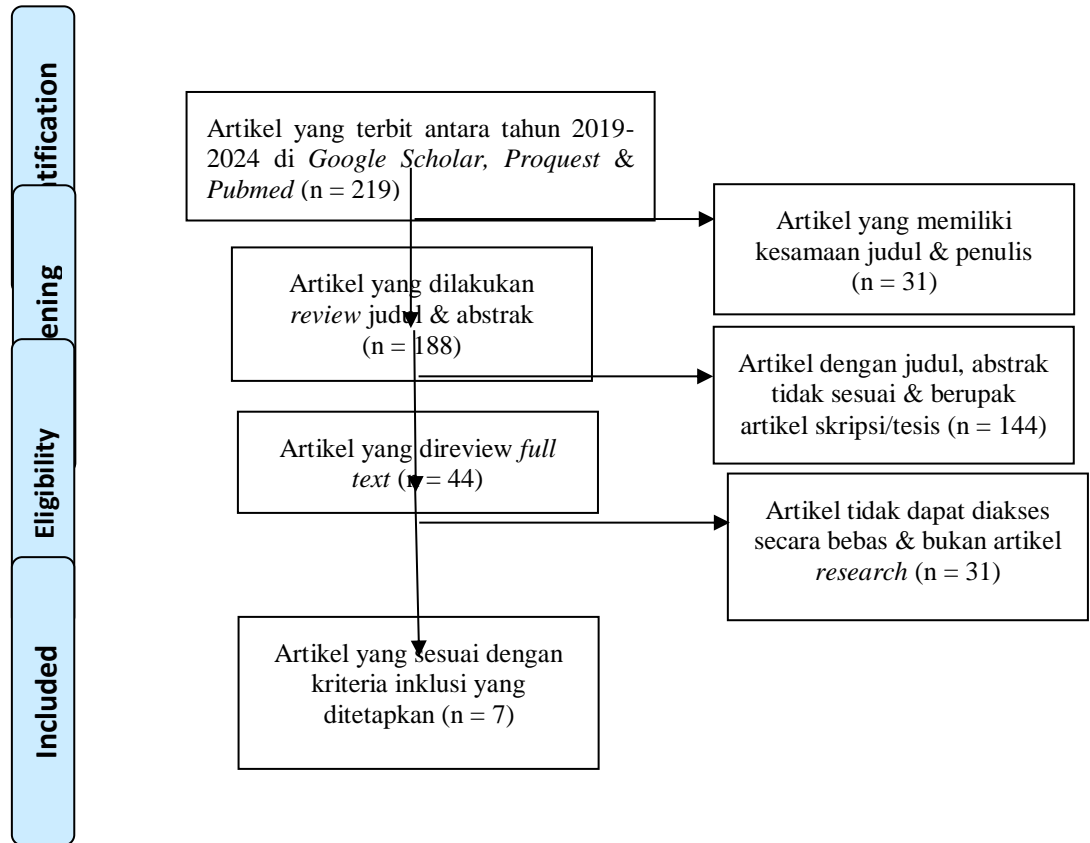 Artikel yang terbit antara tahun 2019-
2024 di Google Scholar, Proquest &
Pubmed (n = 219)
Artikel yang memiliki
kesamaan judul & penulis
(n = 31)
Artikel yang dilakukan
review judul & abstrak
(n = 188)
Artikel dengan judul, abstrak
tidak sesuai & berupak
artikel skripsi/tesis (n = 144)
Artikel yang direview full
text (n = 44)
Artikel tidak dapat diakses
secara bebas & bukan artikel
research (n = 31)
Artikel yang sesuai dengan
kriteria inklusi yang
ditetapkan (n = 7)
tification
ening
Eligibility
Included